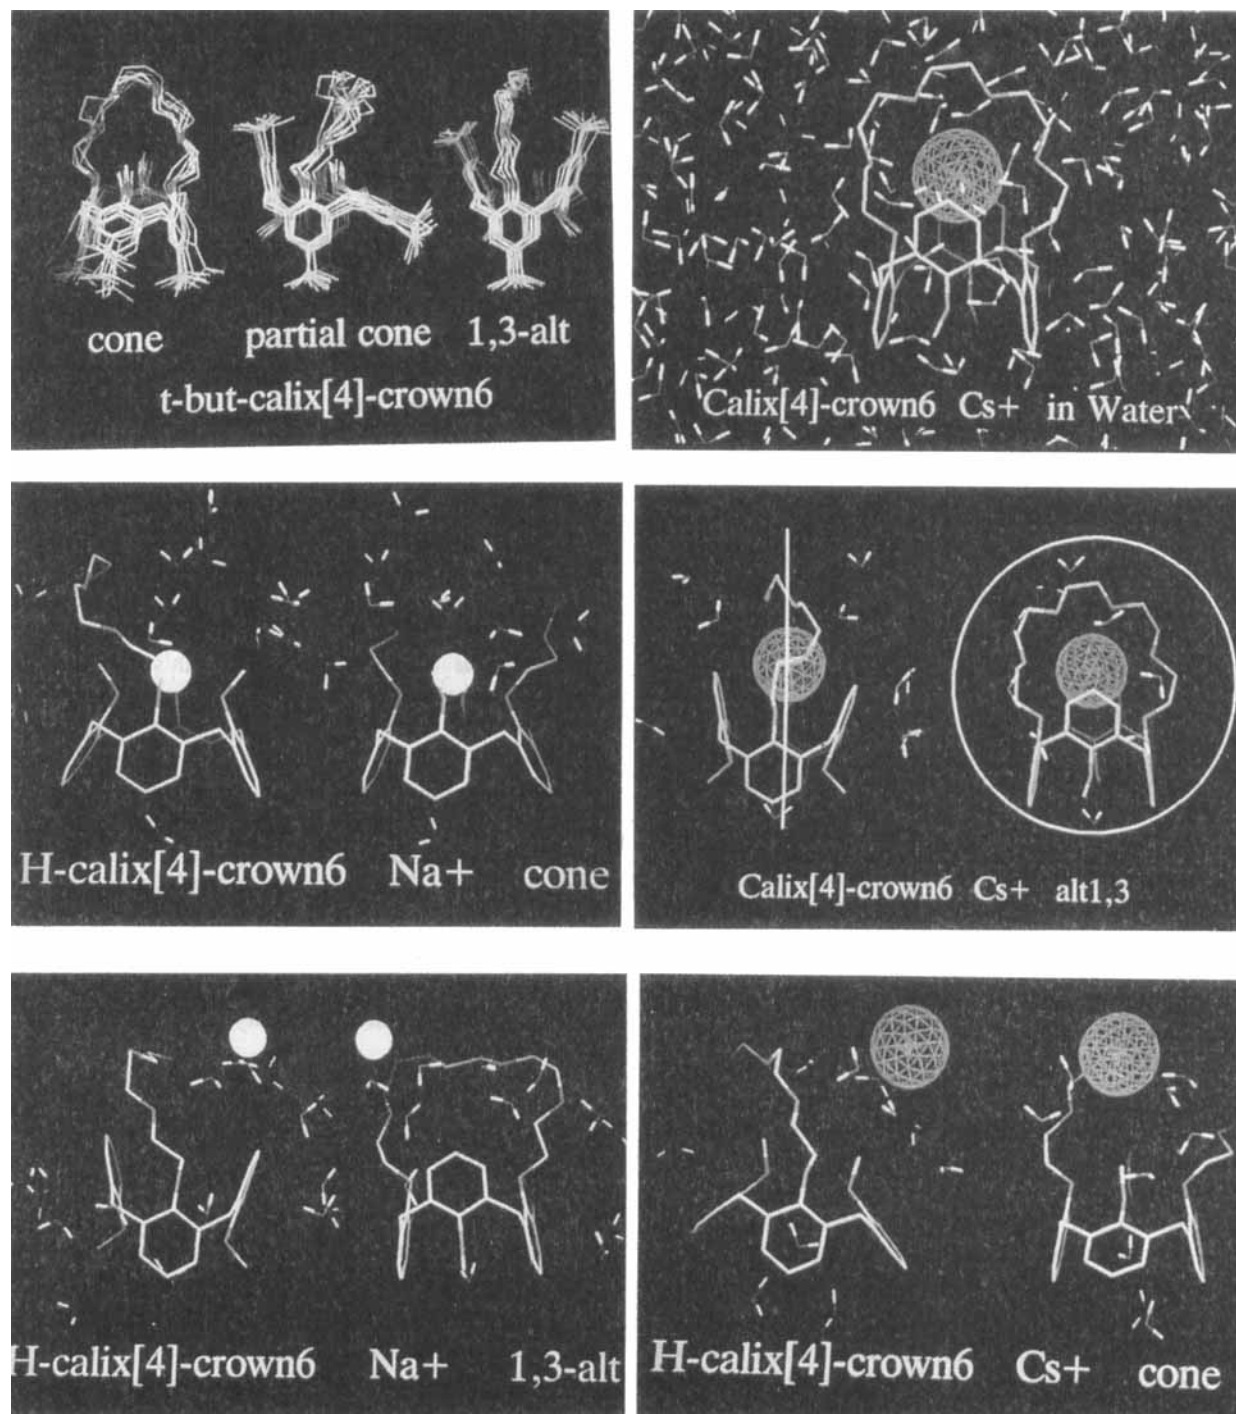 cone partial cone 1,3-alt
t-but-calix[4]-crown6
Calix[4]-crown6 Cs+ in Water
H-calix[4]-crown6 Na+ cone
Calix[4]-crown6 Cs+ alt1,3
H-calix[4]-crown6 Na+ 1,3-alt
H-calix[4]-crown6 Cs+ cone